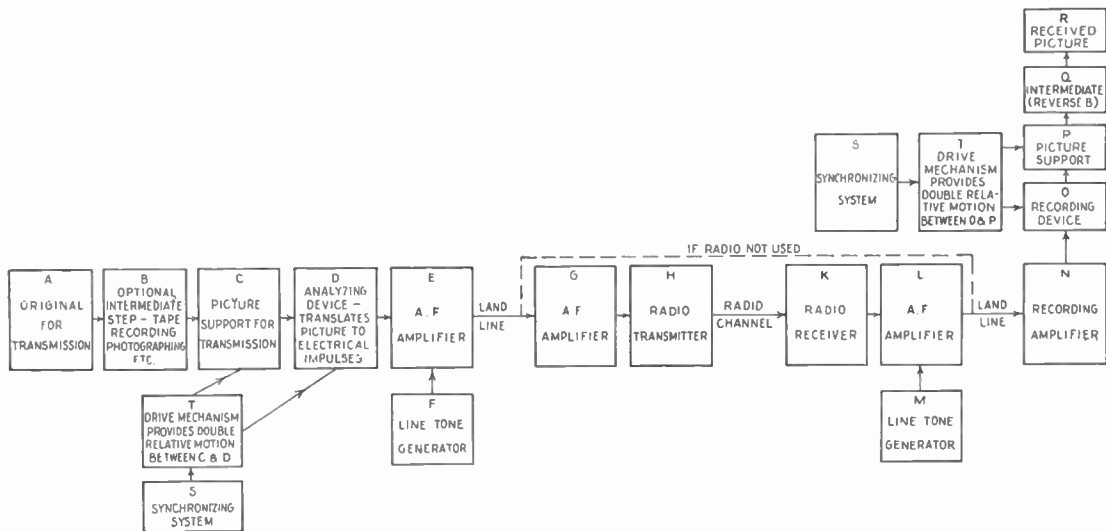 R
RECEIVED
PICTURE
Q
INTERMEDIATE
(REVERSE B)
P
PICTURE
SUPPORT
O
RECORDING
DEVICE
S
SYNCHRONIZING
SYSTEM
T
DRIVE
MECHANISM
PROVIDES
DOUBLE RELA-
TIVE MOTION
BETWEEN O & P
IF RADIO NOT USED
A
ORIGINAL
FOR
TRANSMISSION
B
OPTIONAL
INTERMEDIATE
STEP - TAPE
RECORDING
PHOTOGRAPHING
ETC.
C
PICTURE
SUPPORT FOR
TRANSMISSION
D
ANALYZING
DEVICE -
TRANSLATES
PICTURE TO
ELECTRICAL
IMPULSES
E
A.F
AMPLIFIER
LAND
LINE
G
A.F
AMPLIFIER
H
RADIO
TRANSMITTER
RADIO
CHANNEL
K
RADIO
RECEIVER
L
A.F
AMPLIFIER
LAND
LINE
N
RECORDING
AMPLIFIER
T
DRIVE MECHANISM
PROVIDES DOUBLE
RELATIVE MOTION
BETWEEN C & D
S
SYNCHRONIZING
SYSTEM
F
LINE TONE
GENERATOR
M
LINE TONE
GENERATOR